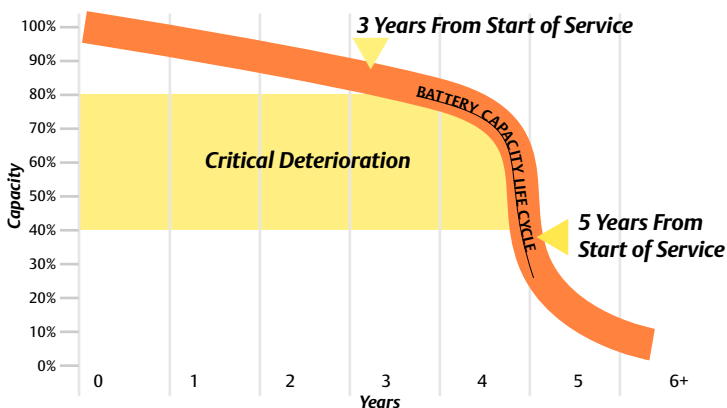 3 Years From Start of Service
100%
90%
80%
70%
60%
50%
40%
30%
20%
10%
0%
Capacity
BATTERY CAPACITY LIFE CYCLE
Critical Deterioration
5 Years From
Start of Service
0 1 2 3 4 5 6+
Years